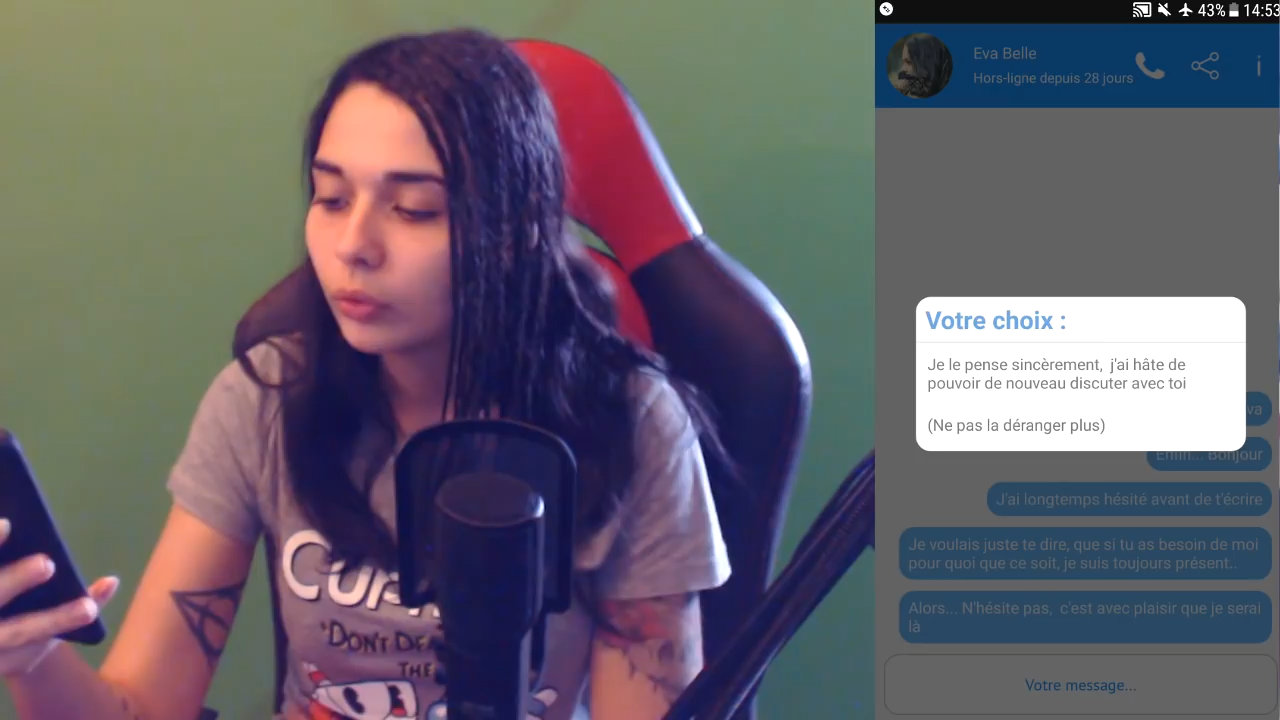 43% 14:53
Eva Belle
Hors-ligne depuis 28 jours
Votre choix :
Je le pense sincèrement, j'ai hâte de
pouvoir de nouveau discuter avec toi
(Ne pas la déranger plus)
va
Enfin... Bonjour
J'ai longtemps hésité avant de t'écrire
Je voulais juste te dire, que si tu as besoin de moi
pour quoi que ce soit, je suis toujours présent..
Alors... N'hésite pas, c'est avec plaisir que je serai
là
Votre message...
CUP
"DON'T DE
THE